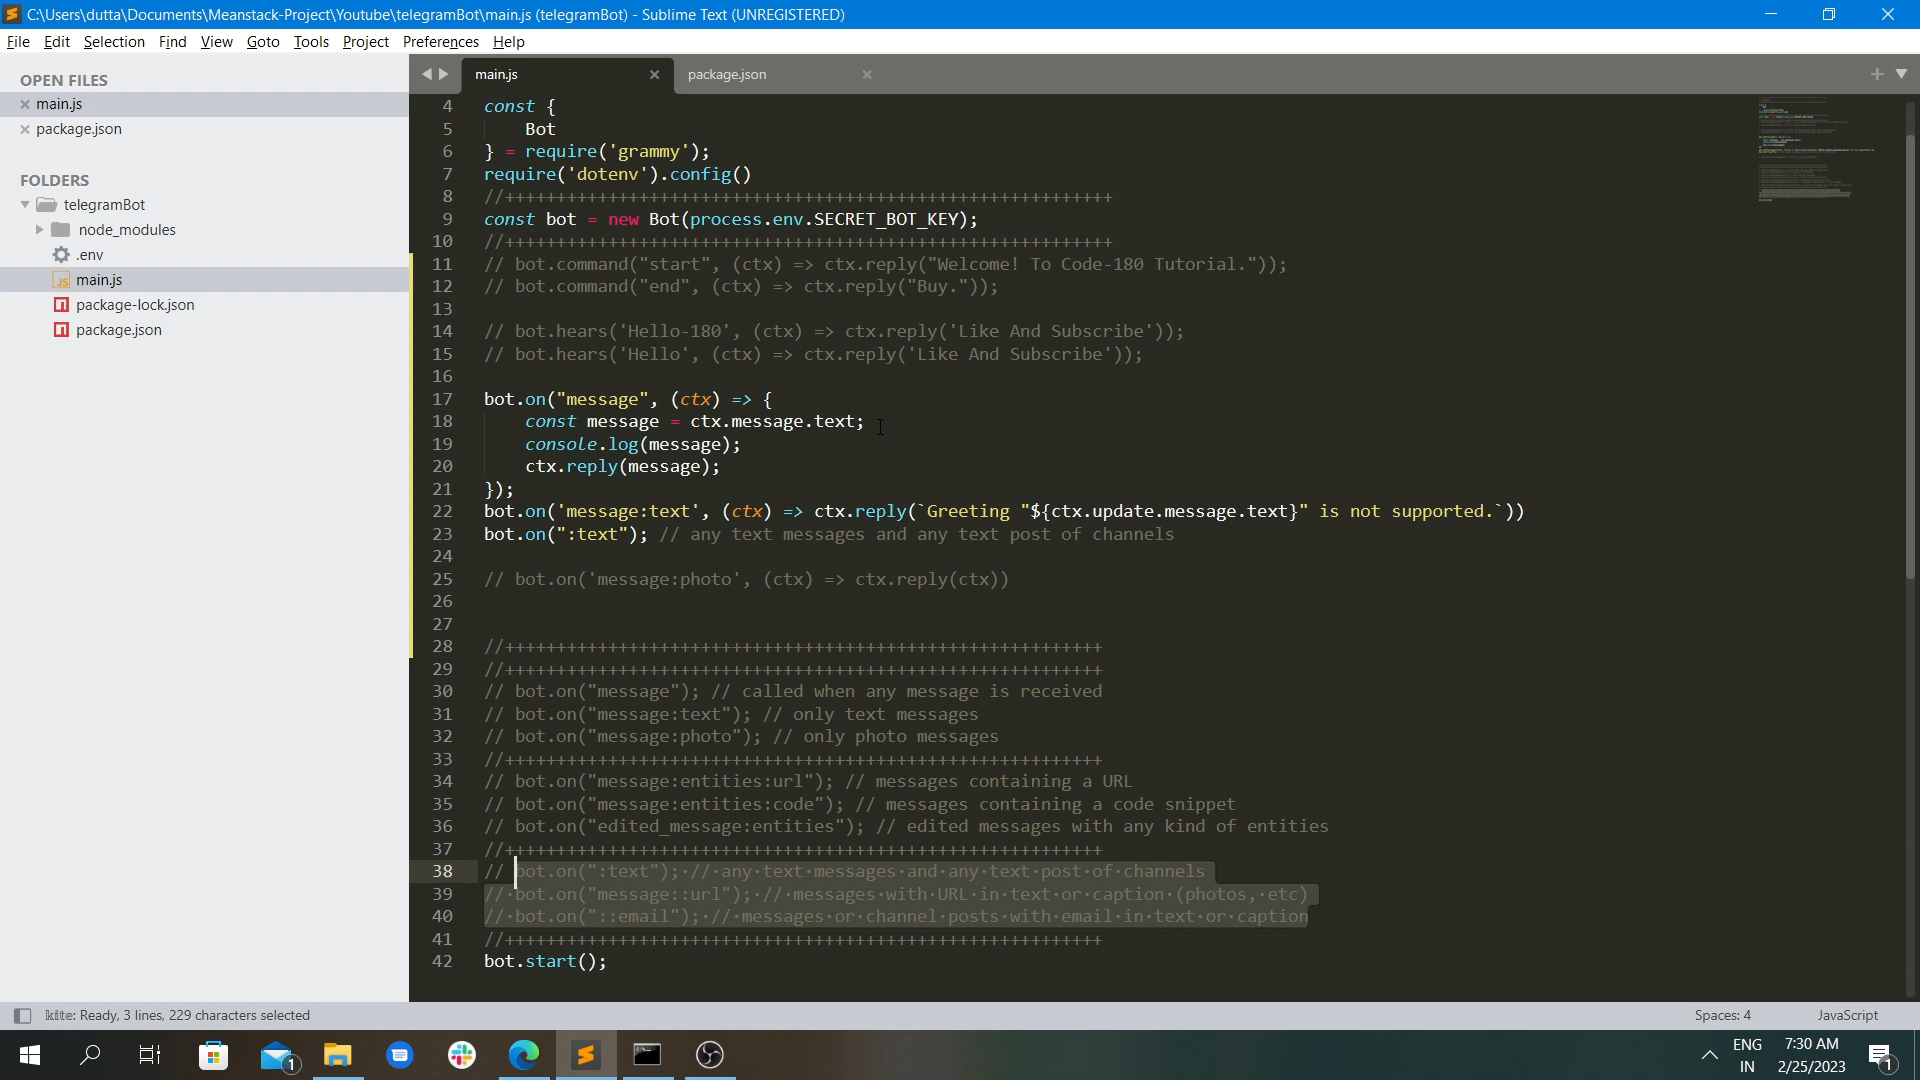 C:\Users\dutta\Documents\Meanstack-Project\Youtube\telegramBot\main.js (telegramBot) - Sublime Text (UNREGISTERED)
File Edit Selection Find View Goto Tools Project Preferences Help
OPEN FILES
main.js
package.json
FOLDERS
telegramBot
node_modules
.env
main.js
package-lock.json
package.json
main.js package.json
4 const {
5 Bot
6 } = require('grammy');
7 require('dotenv').config()
8 //+++++++++++++++++++++++++++++++++++++++++++++++++++++++++++
9 const bot = new Bot(process.env.SECRET_BOT_KEY);
10 //+++++++++++++++++++++++++++++++++++++++++++++++++++++++++++
11 // bot.command("start", (ctx) => ctx.reply("Welcome! To Code-180 Tutorial."));
12 // bot.command("end", (ctx) => ctx.reply("Buy."));
13
14 // bot.hears('Hello-180', (ctx) => ctx.reply('Like And Subscribe'));
15 // bot.hears('Hello', (ctx) => ctx.reply('Like And Subscribe'));
16
17 bot.on("message", (ctx) => {
18 const message = ctx.message.text;
19 console.log(message);
20 ctx.reply(message);
21 });
22 bot.on('message:text', (ctx) => ctx.reply(`Greeting "${ctx.update.message.text}" is not supported.`))
23 bot.on(":text"); // any text messages and any text post of channels
24
25 // bot.on('message:photo', (ctx) => ctx.reply(ctx))
26
27
28 //++++++++++++++++++++++++++++++++++++++++++++++++++++++++++
29 //++++++++++++++++++++++++++++++++++++++++++++++++++++++++++
30 // bot.on("message"); // called when any message is received
31 // bot.on("message:text"); // only text messages
32 // bot.on("message:photo"); // only photo messages
33 //++++++++++++++++++++++++++++++++++++++++++++++++++++++++++
34 // bot.on("message:entities:url"); // messages containing a URL
35 // bot.on("message:entities:code"); // messages containing a code snippet
36 // bot.on("edited_message:entities"); // edited messages with any kind of entities
37 //++++++++++++++++++++++++++++++++++++++++++++++++++++++++++
38 // bot.on(":text");·//·any·text·messages·and·any·text·post·of·channels
39 //·bot.on("message::url");·//·messages·with·URL·in·text·or·caption·(photos,·etc)
40 //·bot.on("::email");·//·messages·or·channel·posts·with·email·in·text·or·caption
41 //++++++++++++++++++++++++++++++++++++++++++++++++++++++++++
42 bot.start();
kite: Ready, 3 lines, 229 characters selected Spaces: 4 JavaScript
1
ENG 7:30 AM
IN 2/25/2023
1